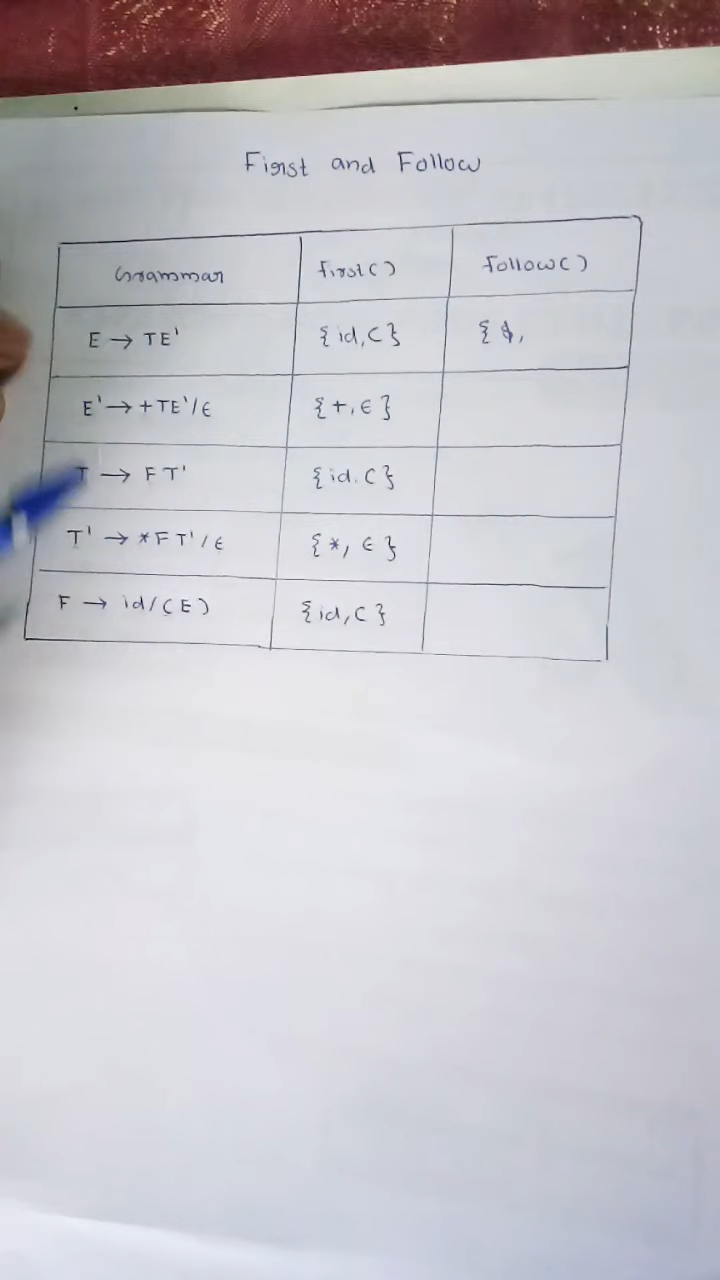 First and Follow
Grammar first() follow()
E → TE' {id, (} { $,
E' → +TE'/ε {+, ε}
T → FT' {id, (}
T' → *FT'/ε {*, ε}
F → id/(E) {id, (}